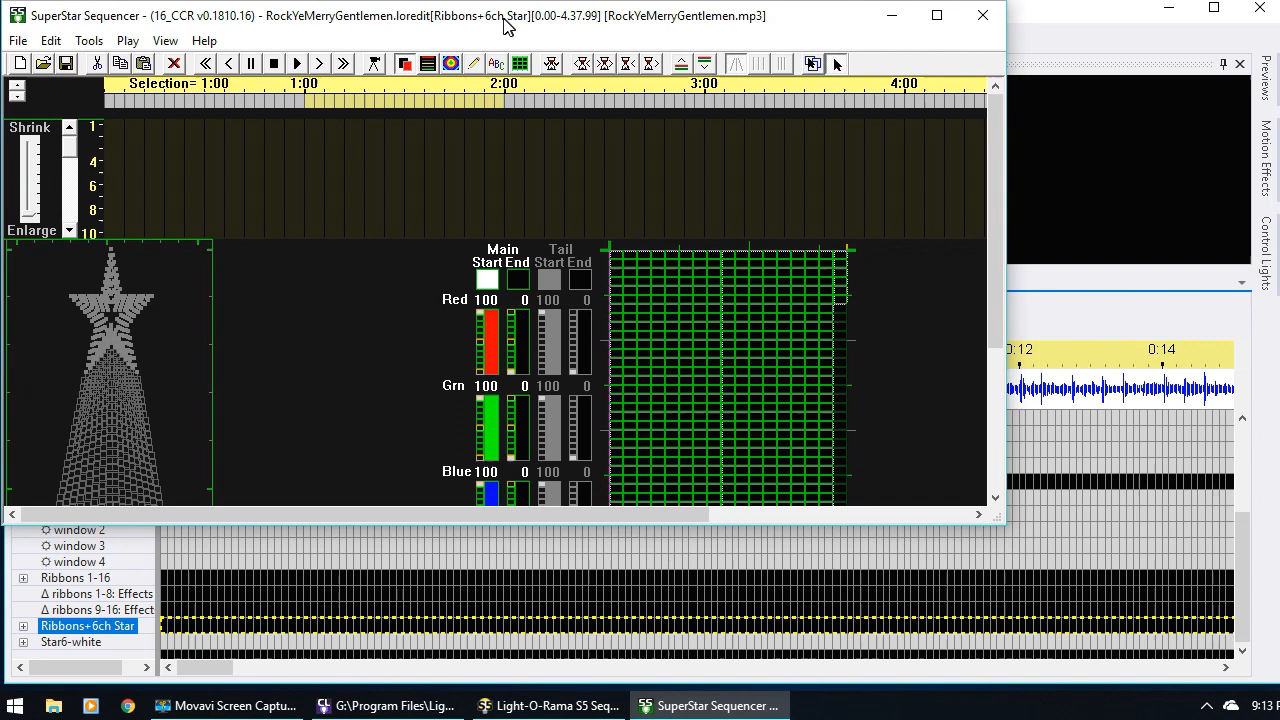 SuperStar Sequencer - (16_CCR v0.1810.16) - RockYeMerryGentlemen.loredit[Ribbons+6ch Star][0.00-4.37.99] [RockYeMerryGentlemen.mp3]
File Edit Tools Play View Help
Abc
Selection= 1:00 1:00 2:00 3:00 4:00
Shrink
1
4
6
8
Enlarge 10
Main Tail
Start End Start End
Red 100 0 100 0
Grn 100 0 100 0
Blue 100 0 100 0
Previews
Motion Effects
Control Lights
0:12 0:14
window 2
window 3
window 4
Ribbons 1-16
Δ ribbons 1-8: Effects
Δ ribbons 9-16: Effects
Ribbons+6ch Star
Star6-white
Movavi Screen Captu... CL G:\Program Files\Lig... S5 Light-O-Rama S5 Seq... SS SuperStar Sequencer ... 9:13 P